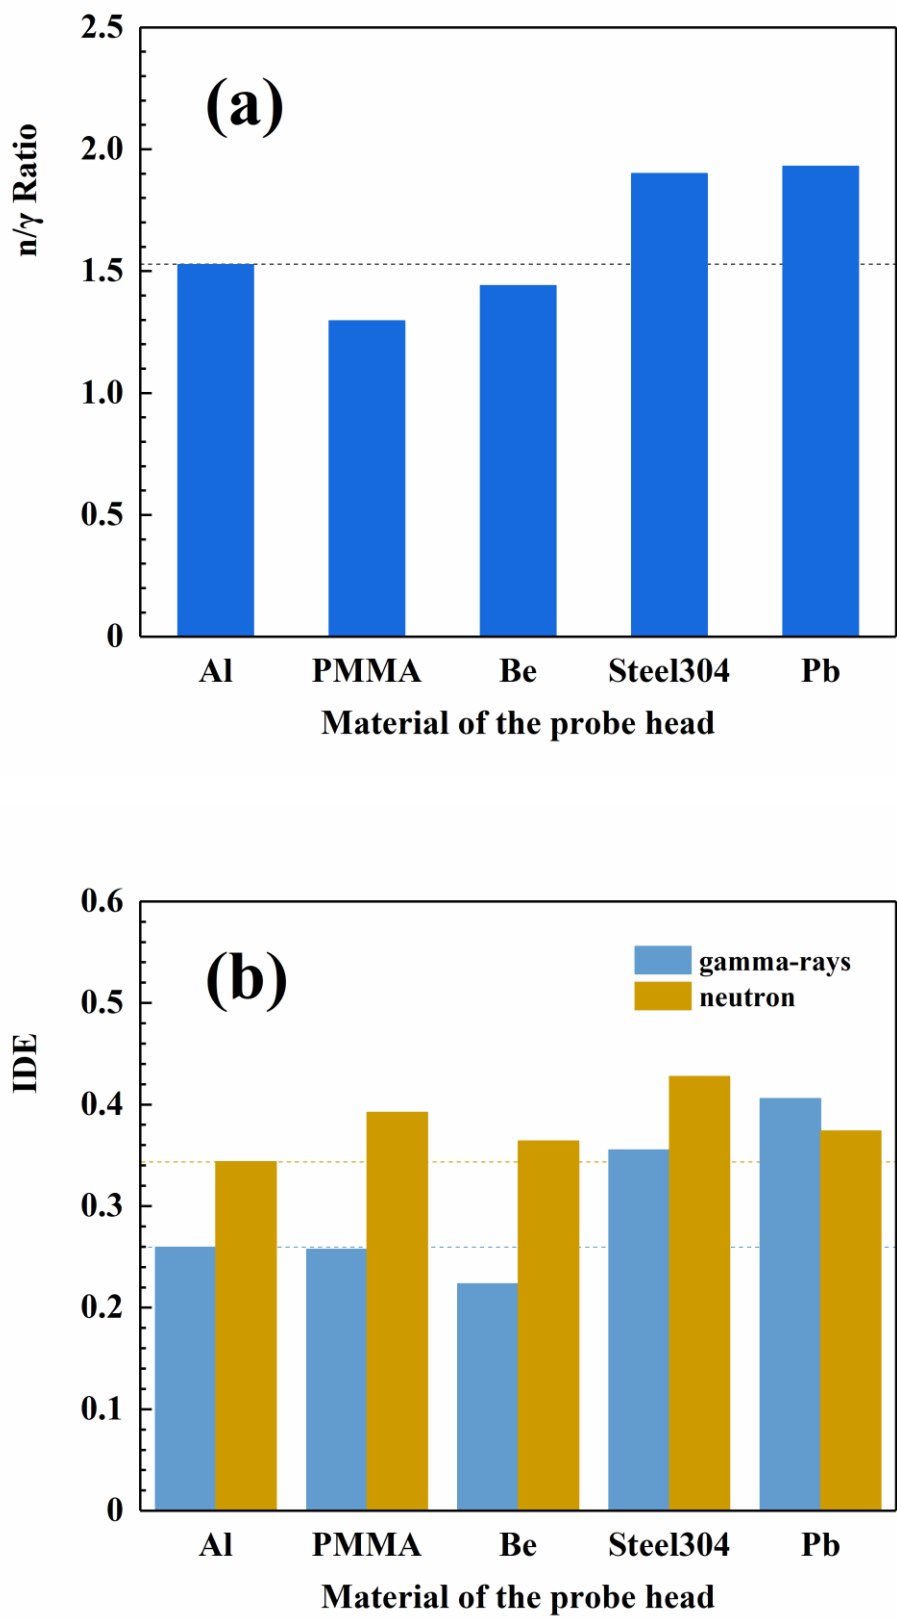 2.5
(a)
2.0
n/γ Ratio
1.5
1.0
0.5
0
Al PMMA Be Steel304 Pb
Material of the probe head
0.6
(b)
gamma-rays
neutron
0.5
IDE
0.4
0.3
0.2
0.1
0
Al PMMA Be Steel304 Pb
Material of the probe head